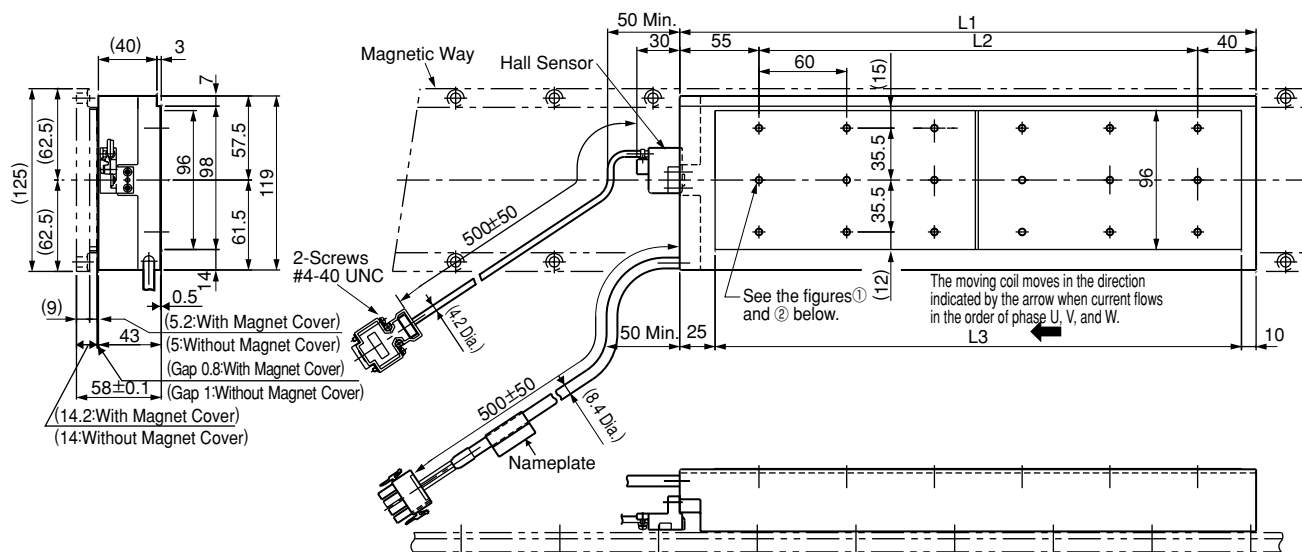 50 Min.
L1
(40)
3
30
55
L2
40
Magnetic Way
Hall Sensor
60
(15)
7
(125)
(62.5)
(62.5)
96
98
57.5
61.5
119
14
35.5
35.5
96
500±50
2-Screws
#4-40 UNC
(4.2 Dia.)
See the figures①
and ② below.
(12)
The moving coil moves in the direction
indicated by the arrow when current flows
in the order of phase U, V, and W.
0.5
(9)
(5.2:With Magnet Cover)
(5:Without Magnet Cover)
43
(Gap 0.8:With Magnet Cover)
58±0.1
(Gap 1:Without Magnet Cover)
(14.2:With Magnet Cover)
(14:Without Magnet Cover)
50 Min.
25
L3
10
500±50
(8.4 Dia.)
Nameplate